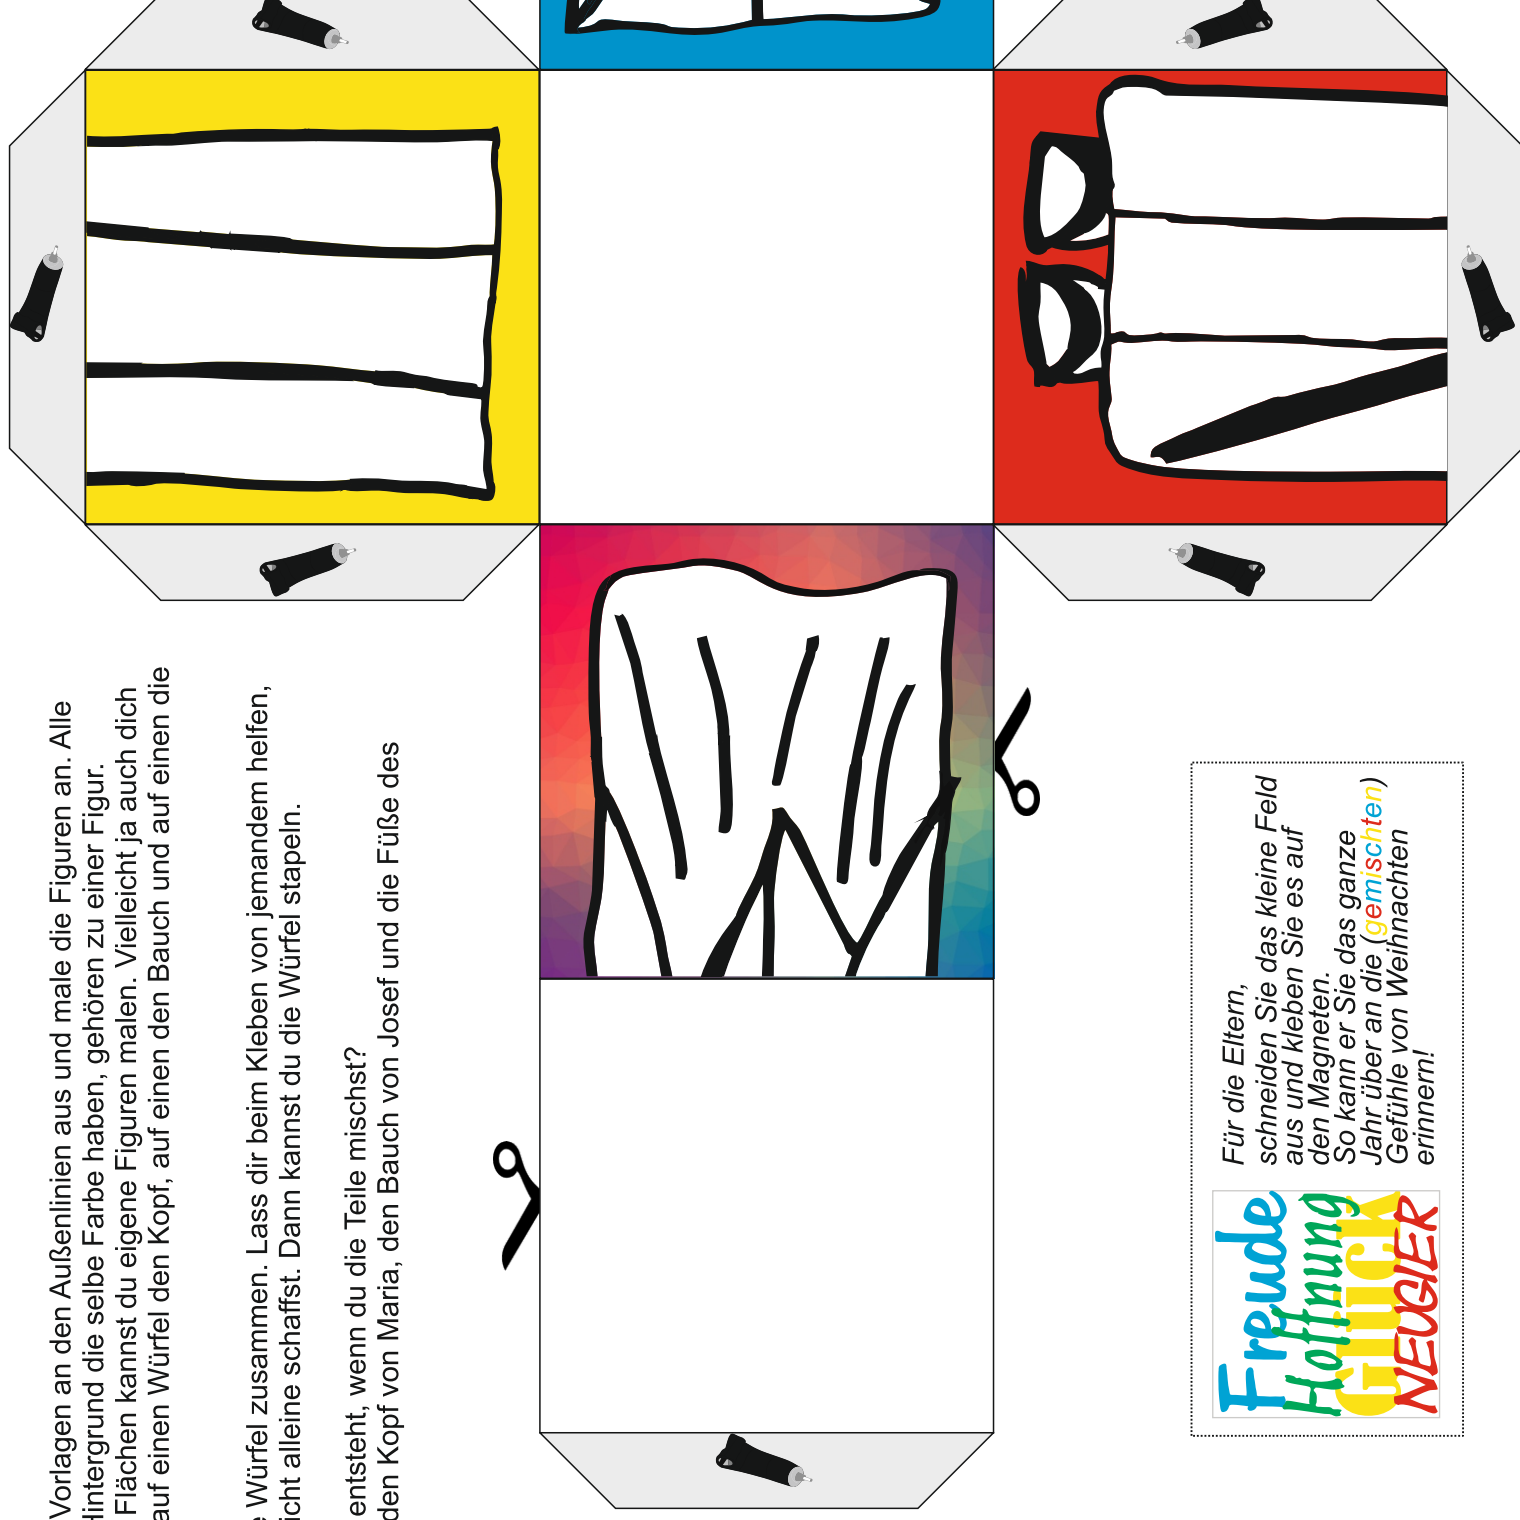 Vorlagen an den Außenlinien aus und male die Figuren an. Alle
Hintergrund die selbe Farbe haben, gehören zu einer Figur.
Flächen kannst du eigene Figuren malen. Vielleicht ja auch dich
auf einen Würfel den Kopf, auf einen den Bauch und auf einen die
Würfel zusammen. Lass dir beim Kleben von jemandem helfen,
icht alleine schaffst. Dann kannst du die Würfel stapeln.
entsteht, wenn du die Teile mischst?
den Kopf von Maria, den Bauch von Josef und die Füße des
Für die Eltern,
schneiden Sie das kleine Feld
aus und kleben Sie es auf
den Magneten.
So kann er Sie das ganze
Jahr über an die (gemischten)
Gefühle von Weihnachten
erinnern!
Freude
Hoffnung
Glück
NEUGIER